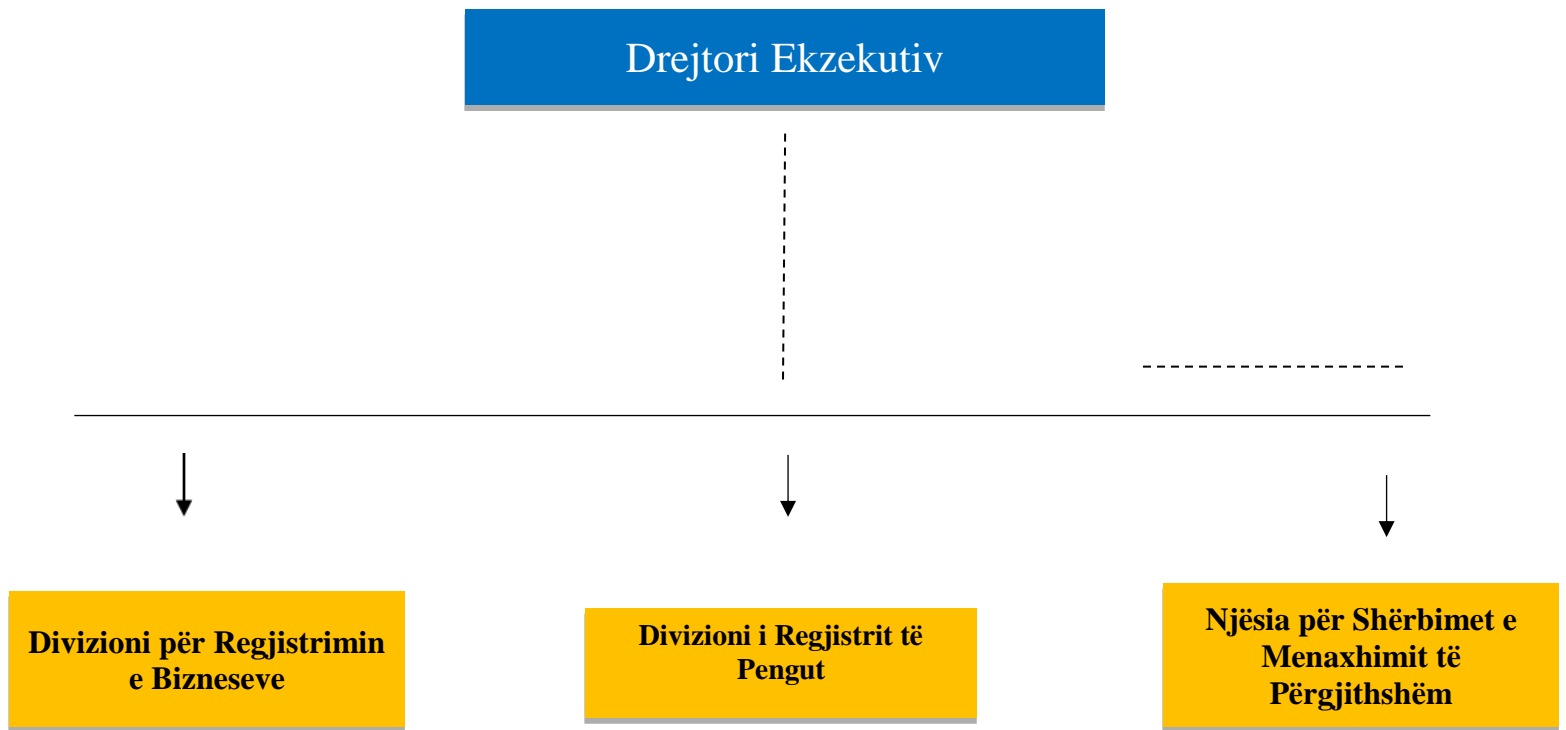 Drejtori Ekzekutiv
Divizioni për Regjistrimin
e Bizneseve
Divizioni i Regjistrit të
Pengut
Njësia për Shërbimet e
Menaxhimit të
Përgjithshëm